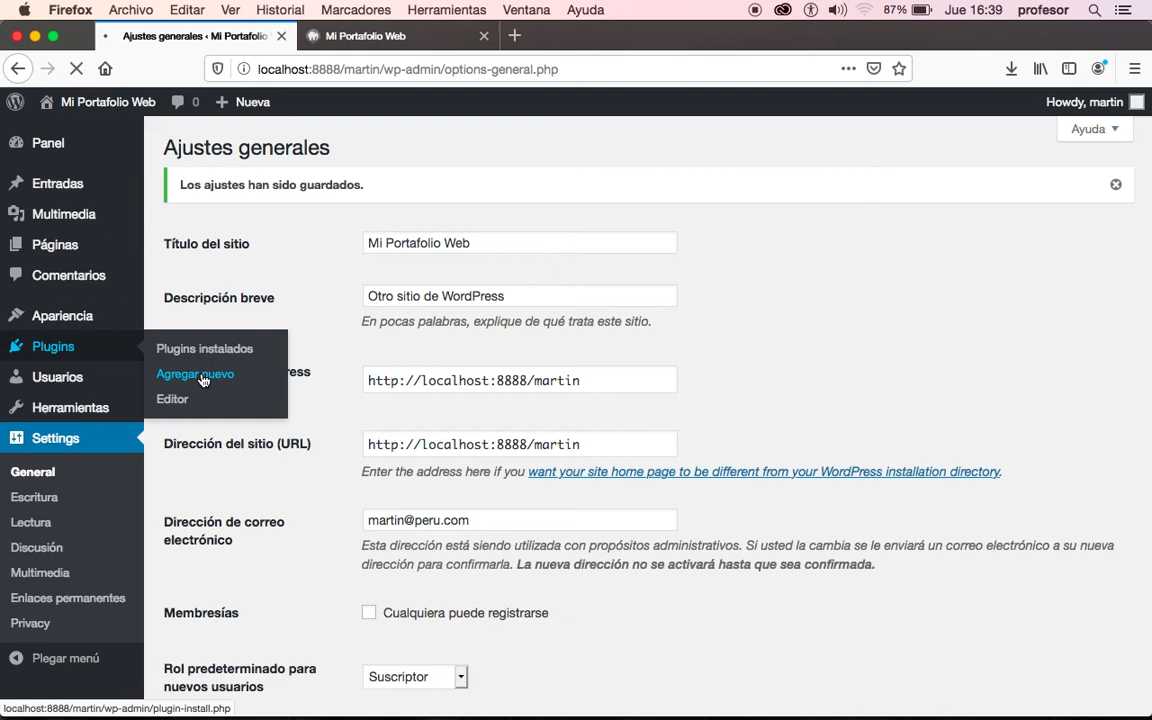 Firefox Archivo Editar Ver Historial Marcadores Herramientas Ventana Ayuda 87% Jue 16:39 profesor
Ajustes generales ‹ Mi Portafolio Mi Portafolio Web
localhost:8888/martin/wp-admin/options-general.php
Mi Portafolio Web 0 + Nueva Howdy, martin
Ayuda
Panel
Entradas
Multimedia
Páginas
Comentarios
Apariencia
Plugins
Usuarios
Herramientas
Settings
General
Escritura
Lectura
Discusión
Multimedia
Enlaces permanentes
Privacy
Plegar menú
Plugins instalados
Agregar nuevo
Editor
Ajustes generales
Los ajustes han sido guardados.
Título del sitio Mi Portafolio Web
Descripción breve Otro sitio de WordPress
En pocas palabras, explique de qué trata este sitio.
http://localhost:8888/martin
Dirección del sitio (URL) http://localhost:8888/martin
Enter the address here if you want your site home page to be different from your WordPress installation directory.
Dirección de correo
electrónico
martin@peru.com
Esta dirección está siendo utilizada con propósitos administrativos. Si usted la cambia se le enviará un correo electrónico a su nueva
dirección para confirmarla. La nueva dirección no se activará hasta que sea confirmada.
Membresías Cualquiera puede registrarse
Rol predeterminado para
nuevos usuarios
Suscriptor
localhost:8888/martin/wp-admin/plugin-install.php